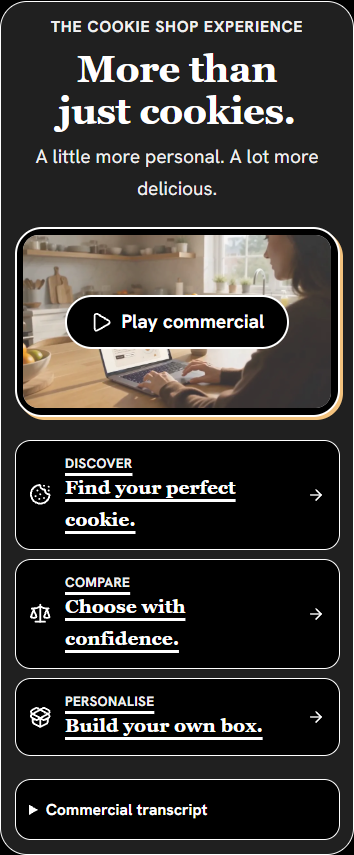 THE COOKIE SHOP EXPERIENCE
More than
just cookies.
A little more personal. A lot more
delicious.
Play commercial
DISCOVER
Find your perfect
cookie.
COMPARE
Choose with
confidence.
PERSONALISE
Build your own box.
Commercial transcript